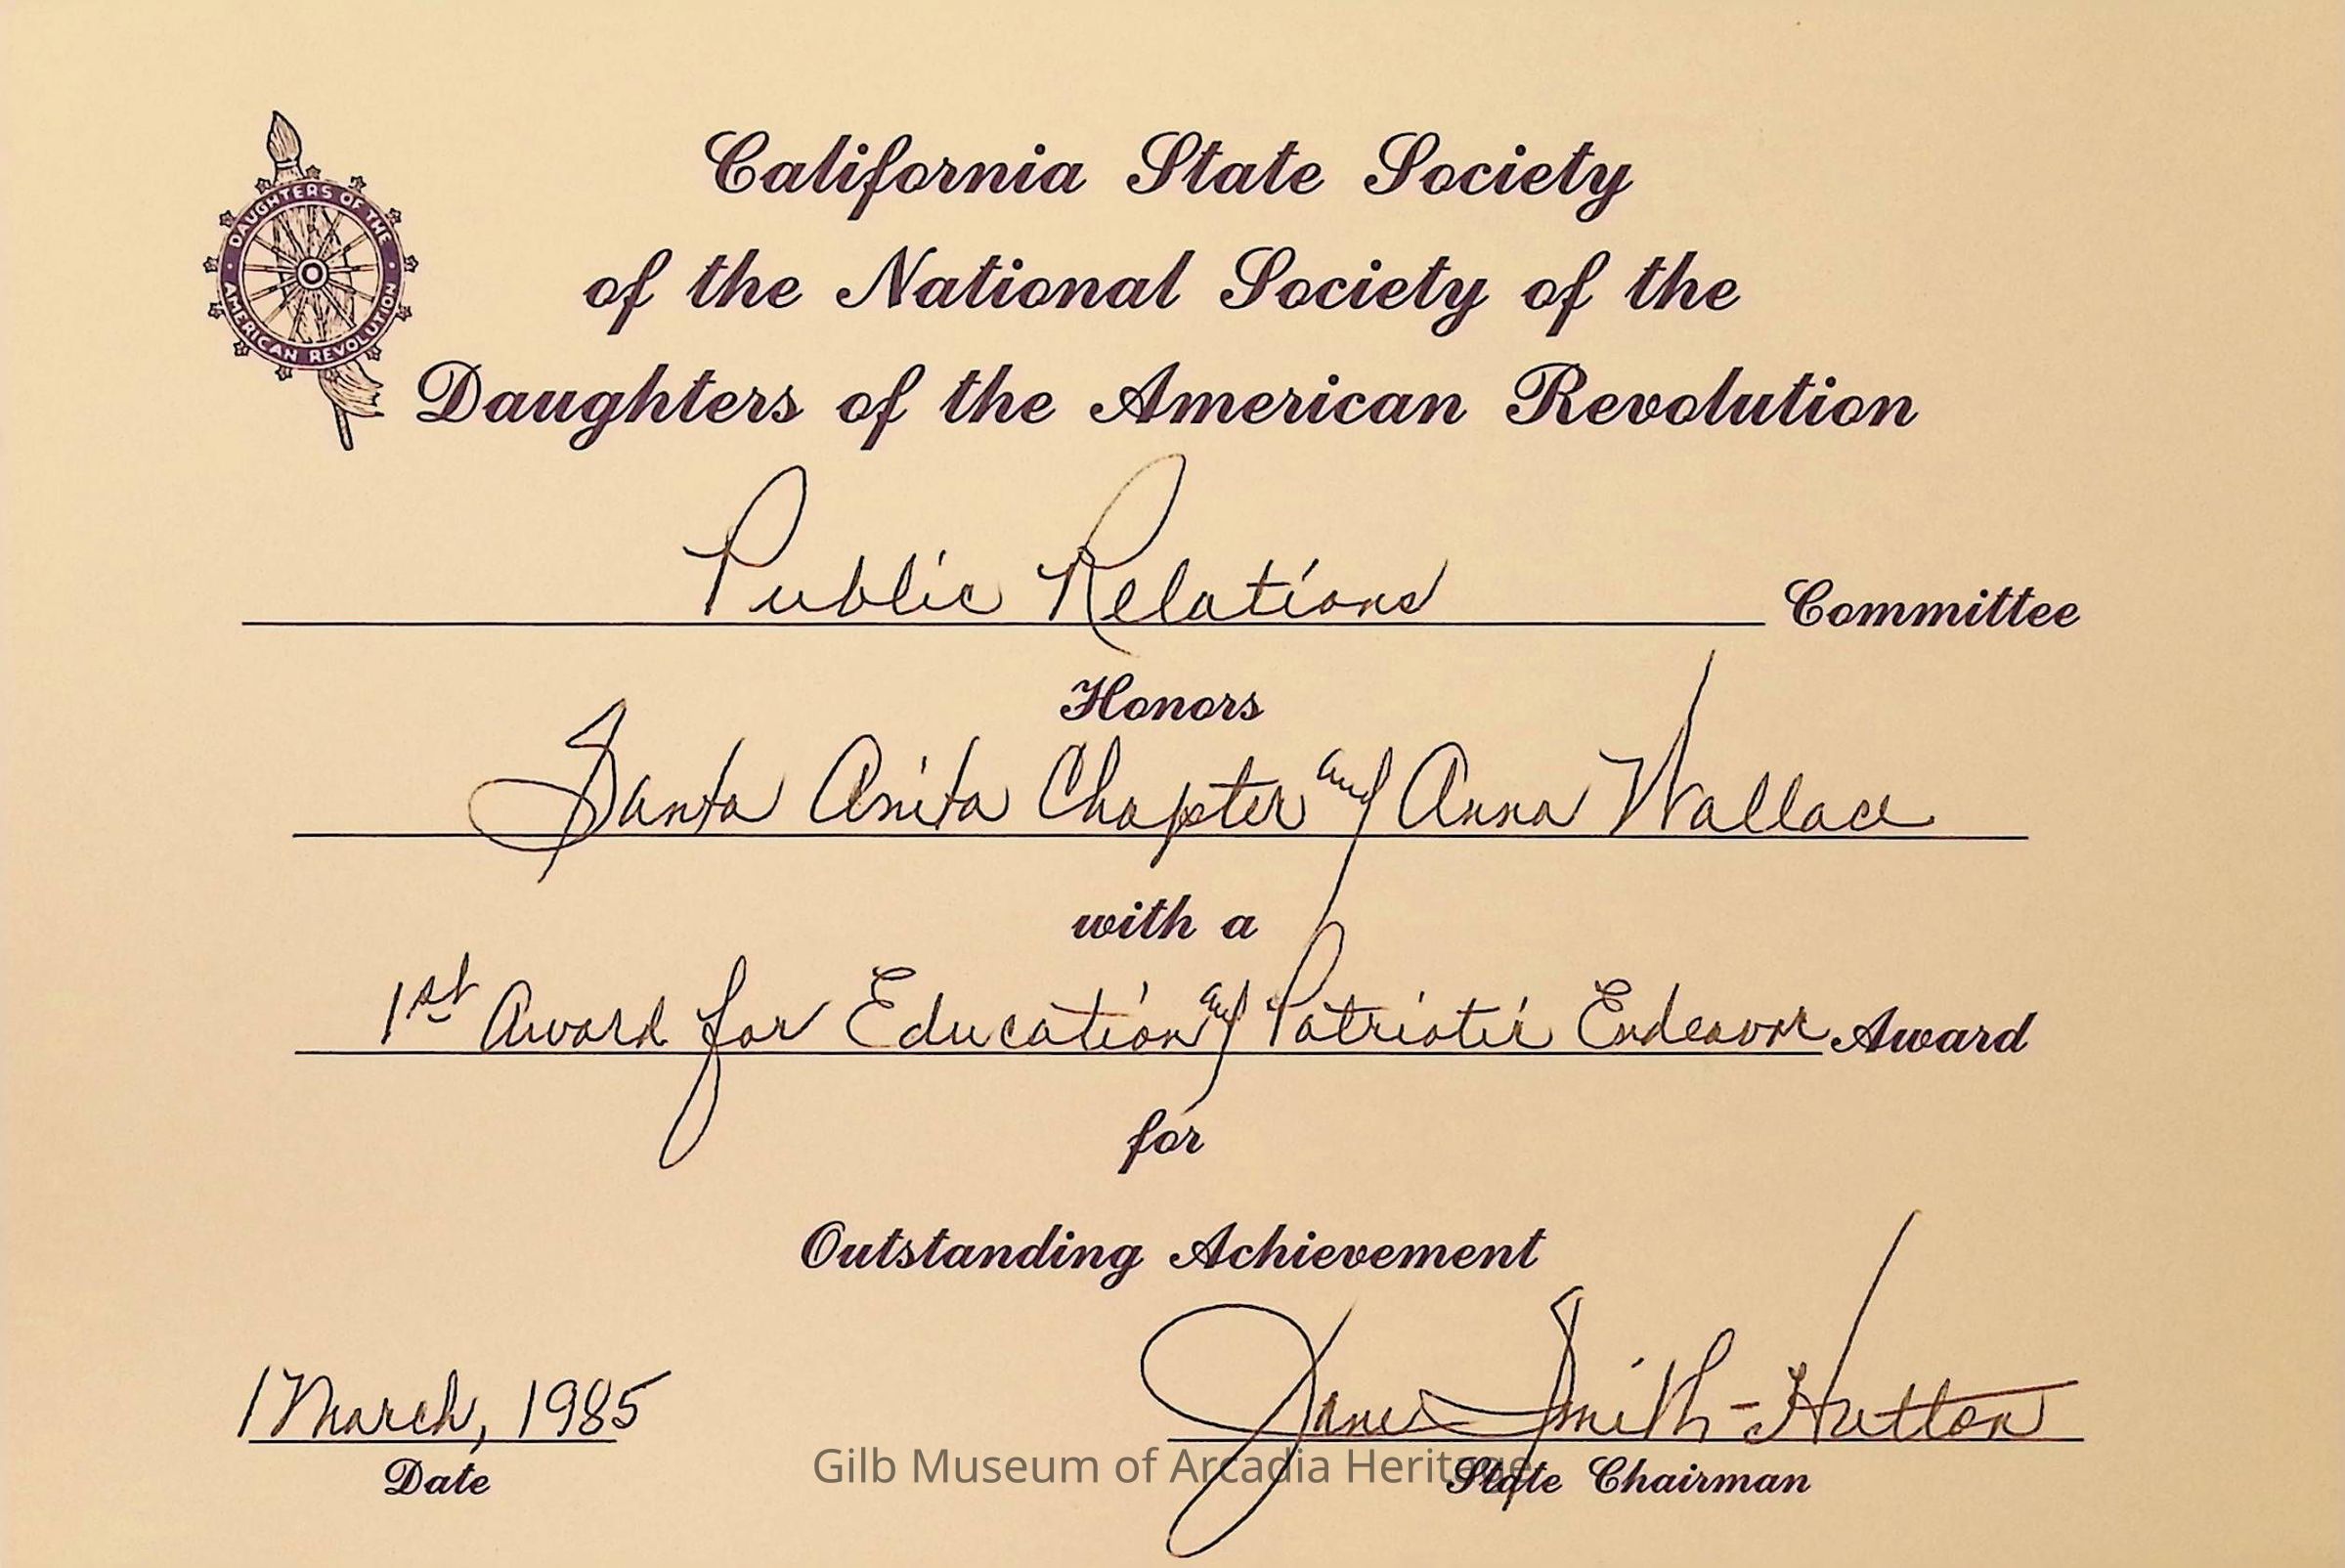 California State Society
of the National Society of the
Daughters of the American Revolution
DAUGHTERS OF THE
AMERICAN REVOLUTION
Public Relations Committee
Honors
Santa Anita Chapter and Anna Wallace
with a
1st Award for Education and Patriotic Endeavor Award
for
Outstanding Achievement
1 March, 1985
Jane Smith-Hutton
Date
State Chairman
Gilb Museum of Arcadia Heritage